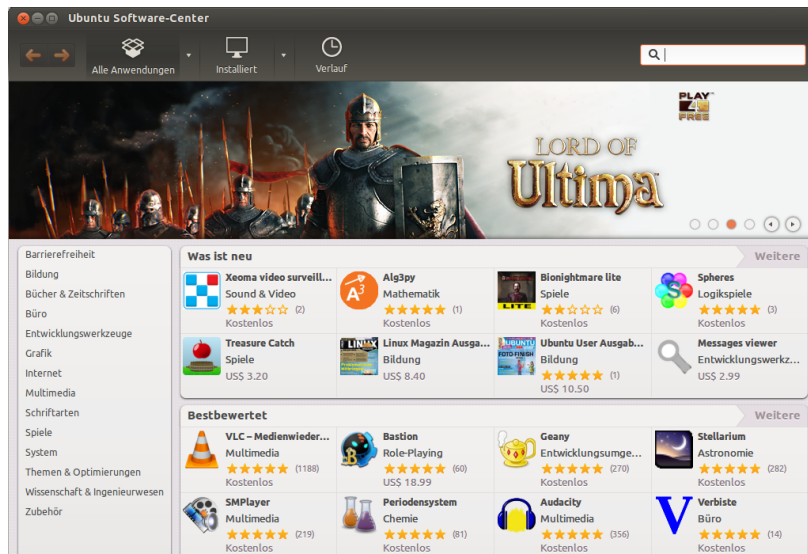 Ubuntu Software-Center
Alle Anwendungen
Installiert
Verlauf
PLAY
4
FREE
LORD OF
Ultima
Barrierefreiheit
Bildung
Bücher & Zeitschriften
Büro
Entwicklungswerkzeuge
Grafik
Internet
Multimedia
Schriftarten
Spiele
System
Themen & Optimierungen
Wissenschaft & Ingenieurwesen
Zubehör
Was ist neu
Weitere
Xeoma video surveill...
Sound & Video
(2)
Kostenlos
A3
Alg3py
Mathematik
(1)
Kostenlos
LITE
Bionightmare lite
Spiele
(6)
Kostenlos
S
Spheres
Logikspiele
(3)
Kostenlos
Treasure Catch
Spiele
US$ 3.20
LINUX
Linux Magazin Ausga...
Bildung
US$ 8.40
UBUNTU
FOTO-FINISH
Ubuntu User Ausgab...
Bildung
(1)
US$ 10.50
Messages viewer
Entwicklungswerkz...
US$ 2.99
Bestbewertet
Weitere
VLC – Medienwieder...
Multimedia
(1188)
Kostenlos
B
Bastion
Role-Playing
(60)
US$ 18.99
Geany
Entwicklungsumge...
(270)
Kostenlos
Stellarium
Astronomie
(282)
Kostenlos
SMPlayer
Multimedia
(219)
Kostenlos
Periodensystem
Chemie
(81)
Kostenlos
Audacity
Multimedia
(356)
Kostenlos
V
Verbiste
Büro
(14)
Kostenlos